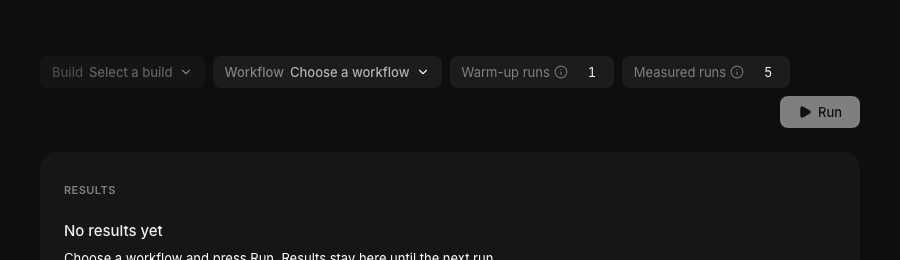 Build Select a build Workflow Choose a workflow Warm-up runs 1 Measured runs 5
Run
RESULTS
No results yet
Choose a workflow and press Run. Results stay here until the next run.